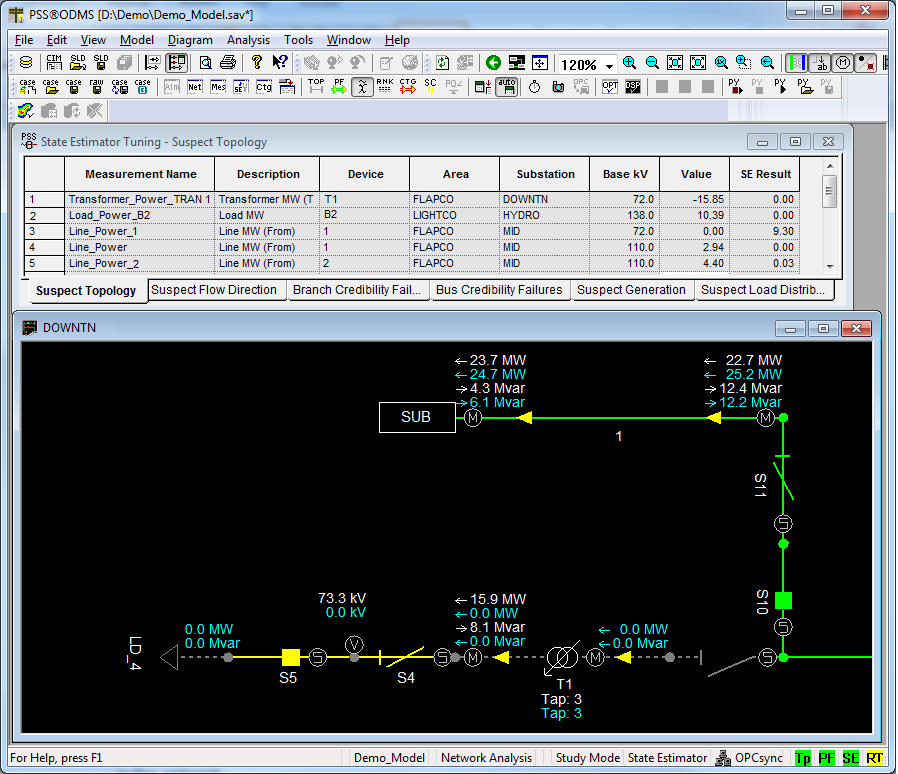 PSS®ODMS [D:\Demo\Demo_Model.sav*]
File Edit View Model Diagram Analysis Tools Window Help
CIM SLD SLD 120%
case case case raw case case Alm Net Mes Ctg TOP PF RNK CTG SC PQZ auto OPT DSP OPC PY PY PY PY PY
PSS State Estimator Tuning - Suspect Topology
Measurement Name Description Device Area Substation Base kV Value SE Result
1 Transformer_Power_TRAN 1 Transformer MW (T T1 FLAPCO DOWNTN 72.0 -15.85 0.00
2 Load_Power_B2 Load MW B2 LIGHTCO HYDRO 138.0 10.39 0.00
3 Line_Power_1 Line MW (From) 1 FLAPCO MID 72.0 0.00 9.30
4 Line_Power Line MW (From) 1 FLAPCO MID 110.0 2.94 0.00
5 Line_Power_2 Line MW (From) 2 FLAPCO MID 110.0 4.40 0.03
Suspect Topology Suspect Flow Direction Branch Credibility Fail... Bus Credibility Failures Suspect Generation Suspect Load Distrib...
DOWNTN
23.7 MW 22.7 MW
24.7 MW 25.2 MW
4.3 Mvar 12.4 Mvar
6.1 Mvar 12.2 Mvar
SUB M M
1
S11
S
S10
S
73.3 kV 15.9 MW
0.0 kV 0.0 MW
0.0 MW 8.1 Mvar 0.0 MW
0.0 Mvar 0.0 Mvar 0.0 Mvar
LD_4 S V S M M S
S5 S4 T1
Tap: 3
Tap: 3
For Help, press F1 Demo_Model Network Analysis Study Mode State Estimator OPCsync Tp PF SE RT